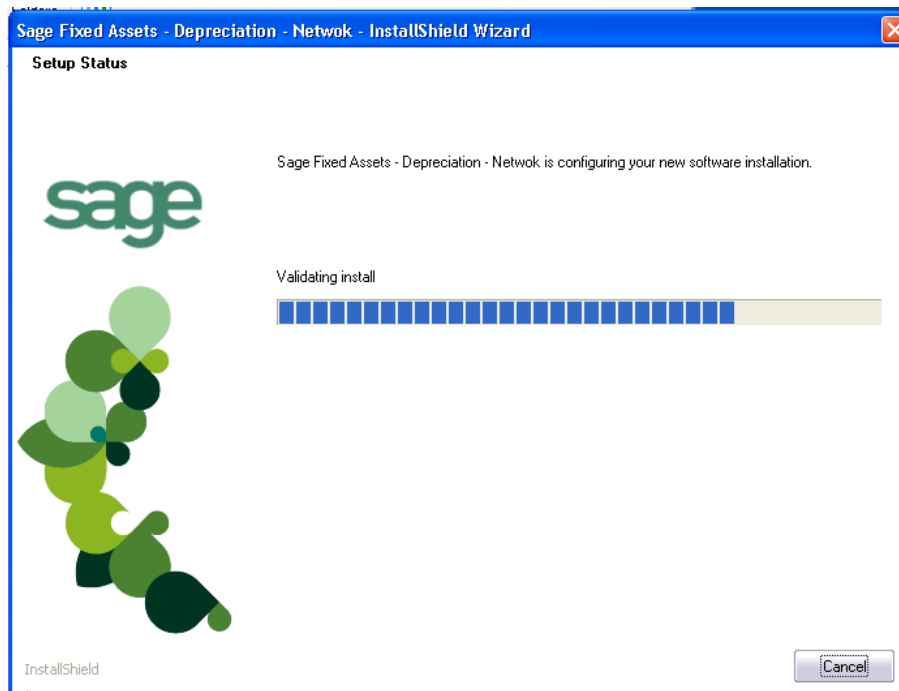 Sage Fixed Assets - Depreciation - Netwok - InstallShield Wizard
Setup Status
Sage Fixed Assets - Depreciation - Netwok is configuring your new software installation.
sage
Validating install
InstallShield
Cancel